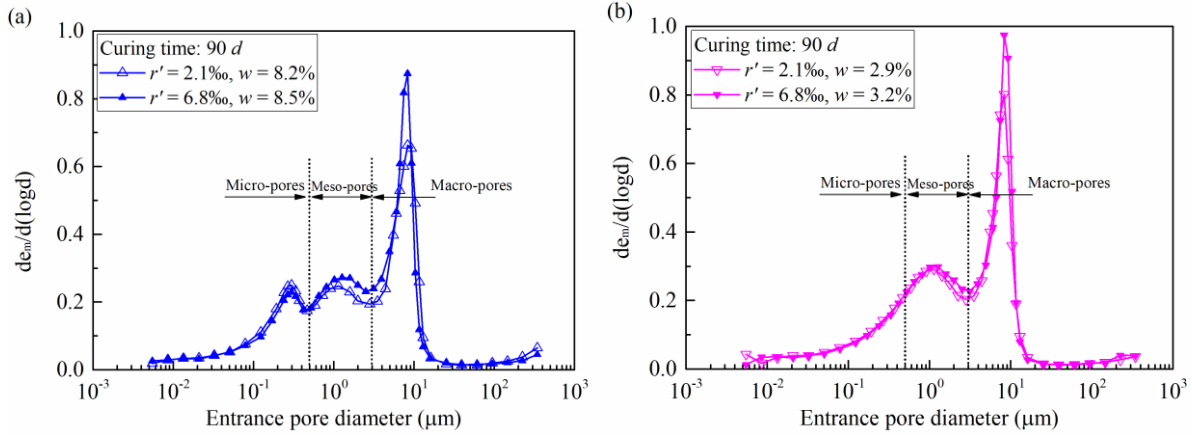 (a)
1.0
0.8
0.6
0.4
0.2
0.0
de_m/d(logd)
Curing time: 90 d
r′ = 2.1‰, w = 8.2%
r′ = 6.8‰, w = 8.5%
Micro-pores
Meso-pores
Macro-pores
10⁻³ 10⁻² 10⁻¹ 10⁰ 10¹ 10² 10³
Entrance pore diameter (μm)
(b)
1.0
0.8
0.6
0.4
0.2
0.0
de_m/d(logd)
Curing time: 90 d
r′ = 2.1‰, w = 2.9%
r′ = 6.8‰, w = 3.2%
Micro-pores
Meso-pores
Macro-pores
10⁻³ 10⁻² 10⁻¹ 10⁰ 10¹ 10² 10³
Entrance pore diameter (μm)